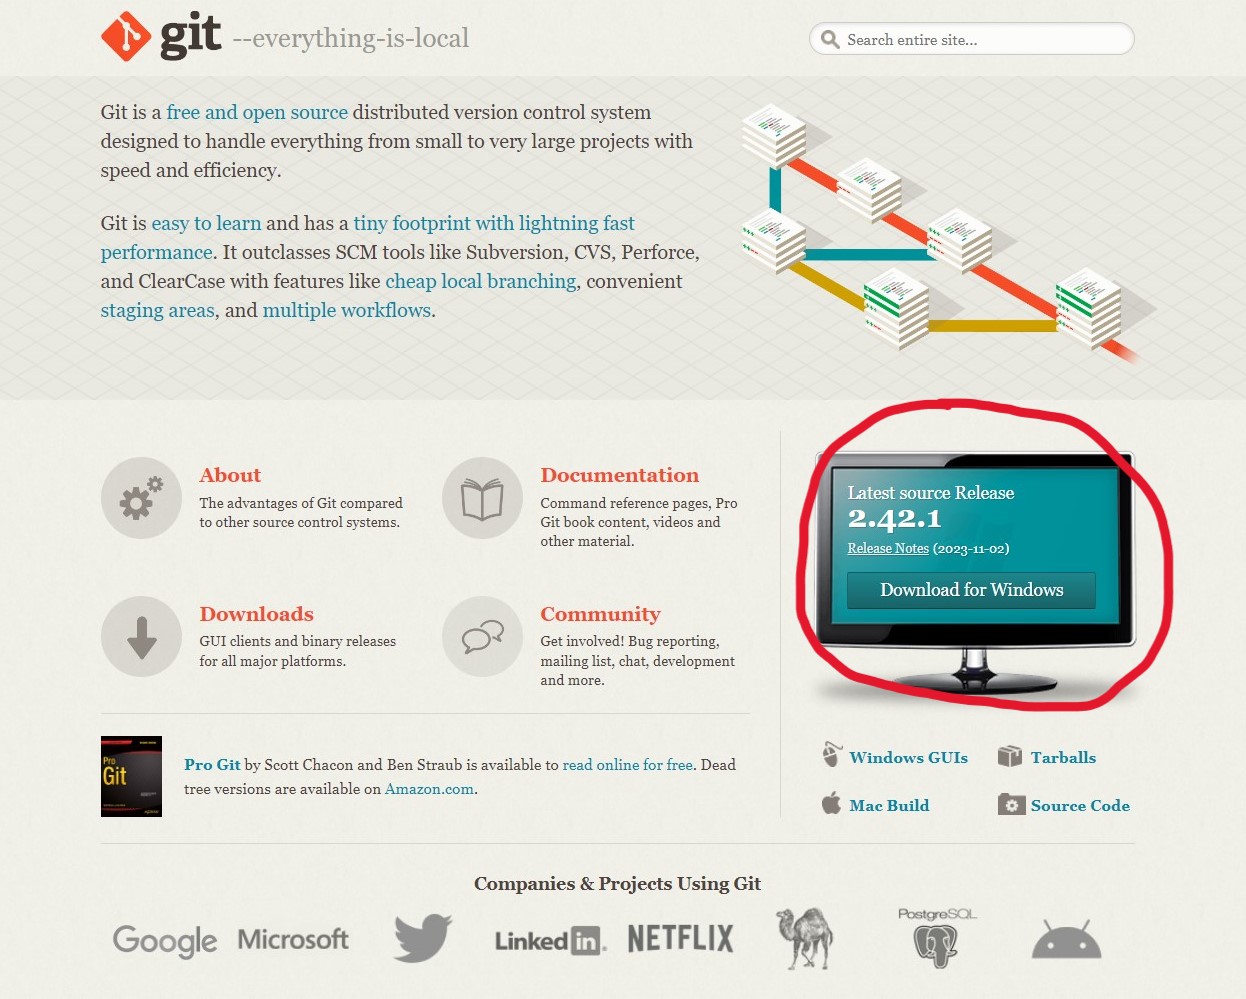 git --everything-is-local
Search entire site...
Git is a free and open source distributed version control system
designed to handle everything from small to very large projects with
speed and efficiency.
Git is easy to learn and has a tiny footprint with lightning fast
performance. It outclasses SCM tools like Subversion, CVS, Perforce,
and ClearCase with features like cheap local branching, convenient
staging areas, and multiple workflows.
About
The advantages of Git compared
to other source control systems.
Documentation
Command reference pages, Pro
Git book content, videos and
other material.
Downloads
GUI clients and binary releases
for all major platforms.
Community
Get involved! Bug reporting,
mailing list, chat, development
and more.
Pro
Git
Pro Git by Scott Chacon and Ben Straub is available to read online for free. Dead
tree versions are available on Amazon.com.
Latest source Release
2.42.1
Release Notes (2023-11-02)
Download for Windows
Windows GUIs
Tarballs
Mac Build
Source Code
Companies & Projects Using Git
Google Microsoft LinkedIn NETFLIX PostgreSQL